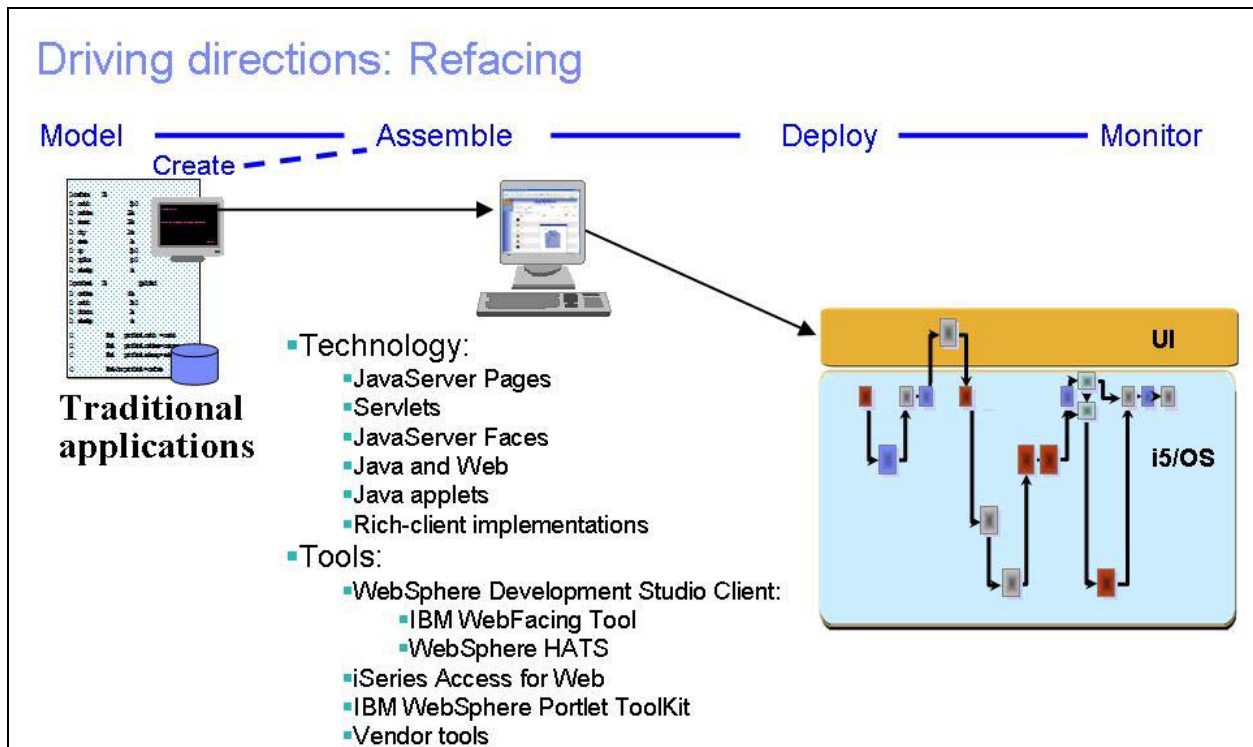 Driving directions: Refacing
Model
Assemble
Deploy
Monitor
Create
Traditional
applications
▪Technology:
▪JavaServer Pages
▪Servlets
▪JavaServer Faces
▪Java and Web
▪Java applets
▪Rich-client implementations
▪Tools:
▪WebSphere Development Studio Client:
▪IBM WebFacing Tool
▪WebSphere HATS
▪iSeries Access for Web
▪IBM WebSphere Portlet ToolKit
▪Vendor tools
UI
i5/OS